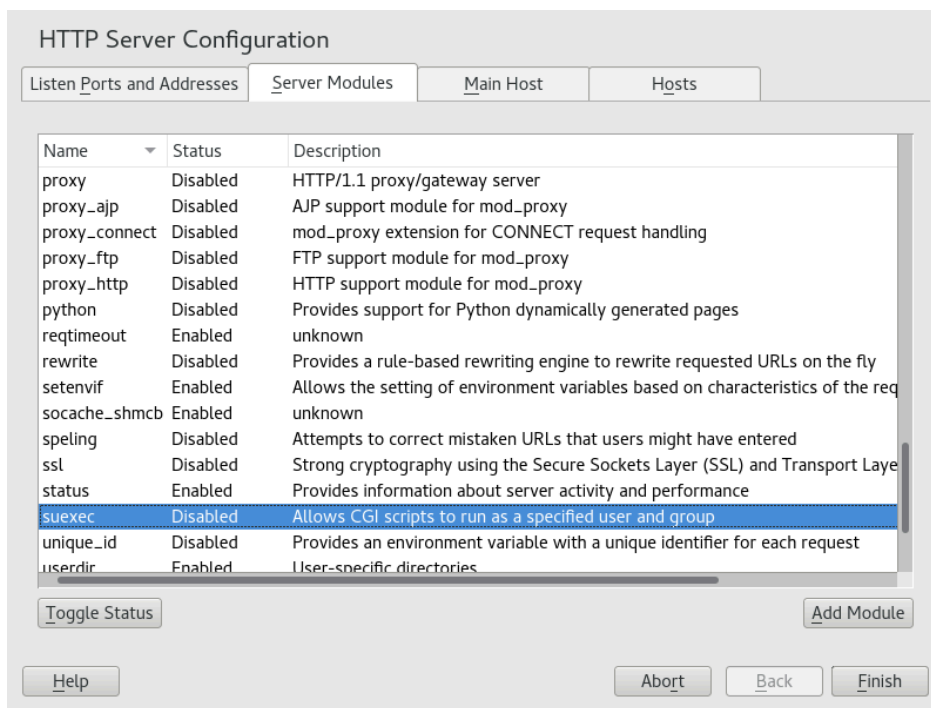 HTTP Server Configuration
Listen Ports and Addresses Server Modules Main Host Hosts
Name Status Description
proxy Disabled HTTP/1.1 proxy/gateway server
proxy_ajp Disabled AJP support module for mod_proxy
proxy_connect Disabled mod_proxy extension for CONNECT request handling
proxy_ftp Disabled FTP support module for mod_proxy
proxy_http Disabled HTTP support module for mod_proxy
python Disabled Provides support for Python dynamically generated pages
reqtimeout Enabled unknown
rewrite Disabled Provides a rule-based rewriting engine to rewrite requested URLs on the fly
setenvif Enabled Allows the setting of environment variables based on characteristics of the req
socache_shmcb Enabled unknown
speling Disabled Attempts to correct mistaken URLs that users might have entered
ssl Disabled Strong cryptography using the Secure Sockets Layer (SSL) and Transport Laye
status Enabled Provides information about server activity and performance
suexec Disabled Allows CGI scripts to run as a specified user and group
unique_id Disabled Provides an environment variable with a unique identifier for each request
userdir Enabled User-specific directories
Toggle Status Add Module
Help Abort Back Finish